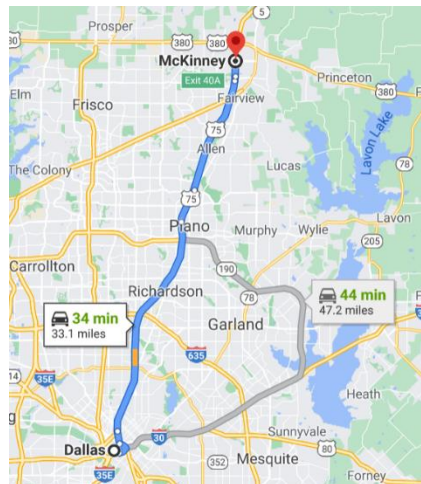 Prosper
5
380
380
380
McKinney
Exit 40A
Princeton
380
Elm
Frisco
Fairview
75
Allen
Lavon Lake
78
The Colony
Lucas
75
Lavon
Plano
Murphy
Wylie
205
Carrollton
190
Richardson
78
44 min
47.2 miles
34 min
33.1 miles
Garland
635
35E
Heath
Dallas
30
Sunnyvale
80
35E
352
Mesquite
Forney